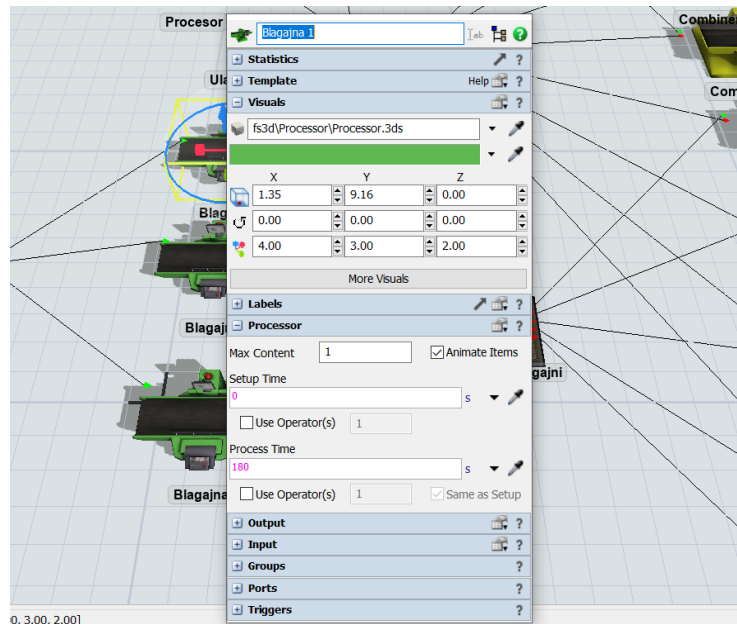 Procesor
Blagajna 1
Combine
Statistics
Template
Help
Visuals
Ula
fs3d\Processor\Processor.3ds
Com
X Y Z
1.35 9.16 0.00
Blag
0.00 0.00 0.00
4.00 3.00 2.00
More Visuals
Labels
Blagaj
Processor
Max Content 1 Animate Items
gajni
Setup Time
0 s
Use Operator(s) 1
Process Time
180 s
Blagajna
Use Operator(s) 1 Same as Setup
Output
Input
Groups
Ports
Triggers
0, 3.00, 2.00]